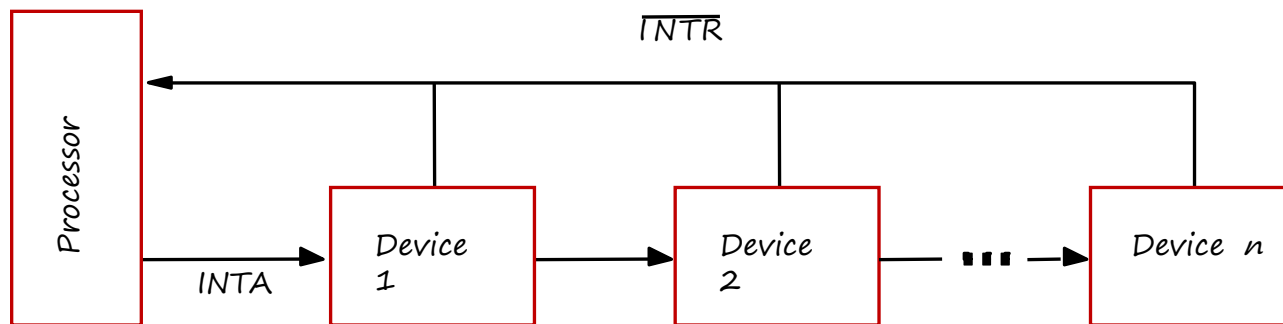 INTR
Processor
INTA
Device
1
Device
2
Device n